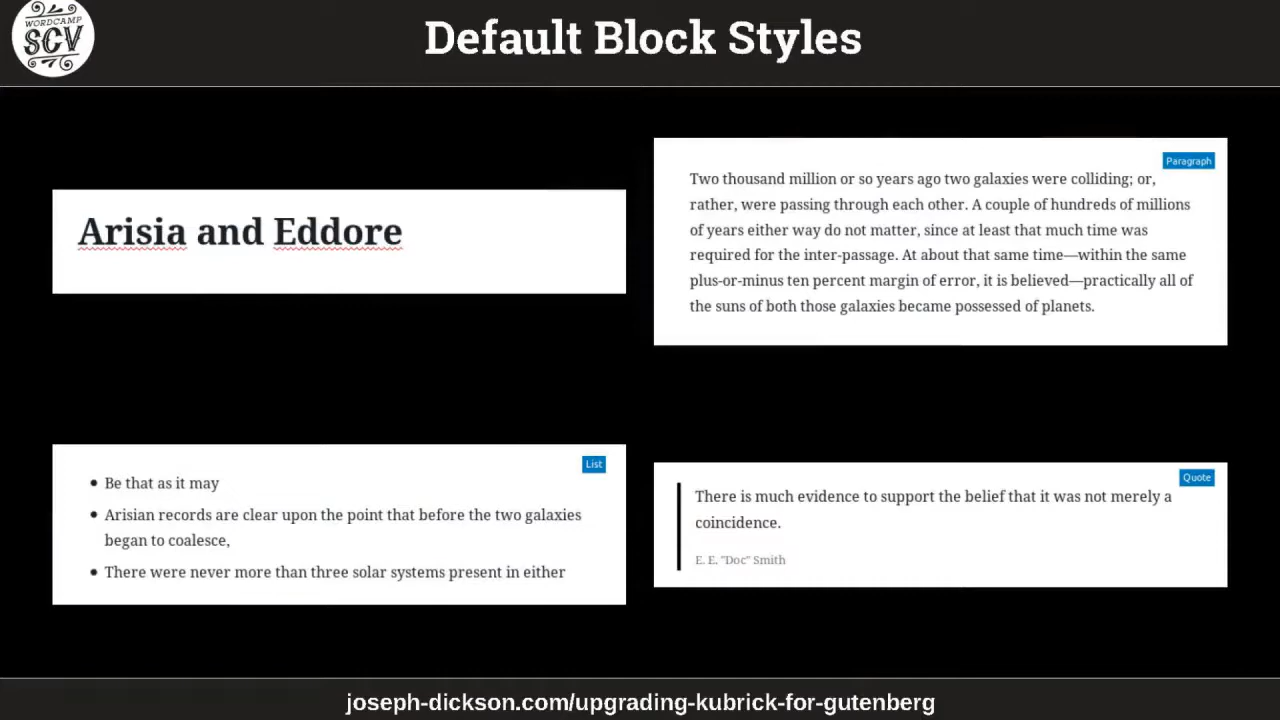 WORDCAMP
SCV
Default Block Styles
Arisia and Eddore
Paragraph
Two thousand million or so years ago two galaxies were colliding; or,
rather, were passing through each other. A couple of hundreds of millions
of years either way do not matter, since at least that much time was
required for the inter-passage. At about that same time—within the same
plus-or-minus ten percent margin of error, it is believed—practically all of
the suns of both those galaxies became possessed of planets.
List
Be that as it may
Arisian records are clear upon the point that before the two galaxies
began to coalesce,
There were never more than three solar systems present in either
Quote
There is much evidence to support the belief that it was not merely a
coincidence.
E. E. "Doc" Smith
joseph-dickson.com/upgrading-kubrick-for-gutenberg